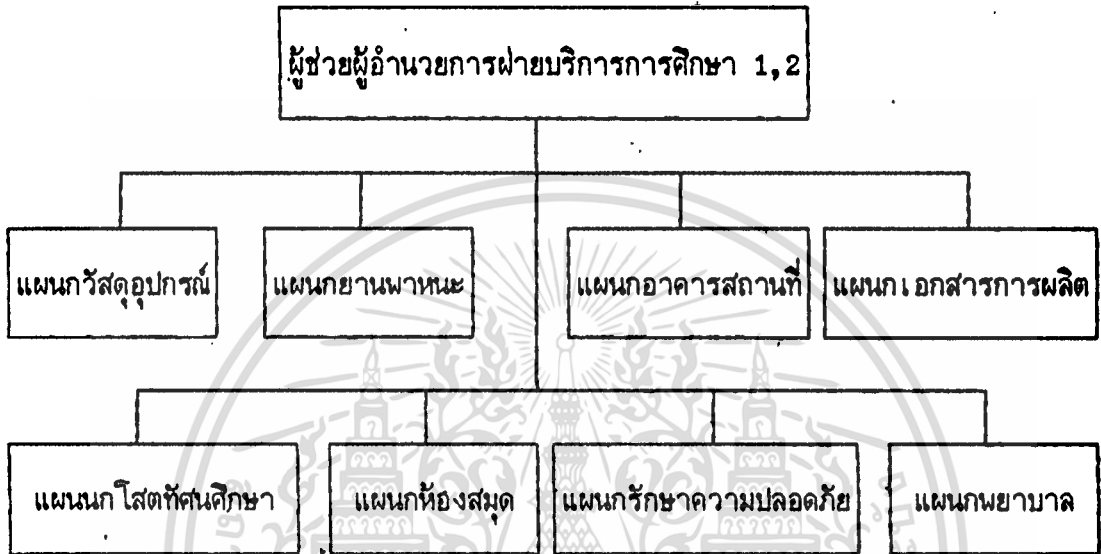 ผู้ช่วยผู้อำนวยการฝ่ายบริการการศึกษา 1,2
แผนกวัสดุอุปกรณ์
แผนกยานพาหนะ
แผนกอาคารสถานที่
แผนกเอกสารการผลิต
แผนนกโสตทัศนศึกษา
แผนกห้องสมุด
แผนกรักษาความปลอดภัย
แผนกพยาบาล